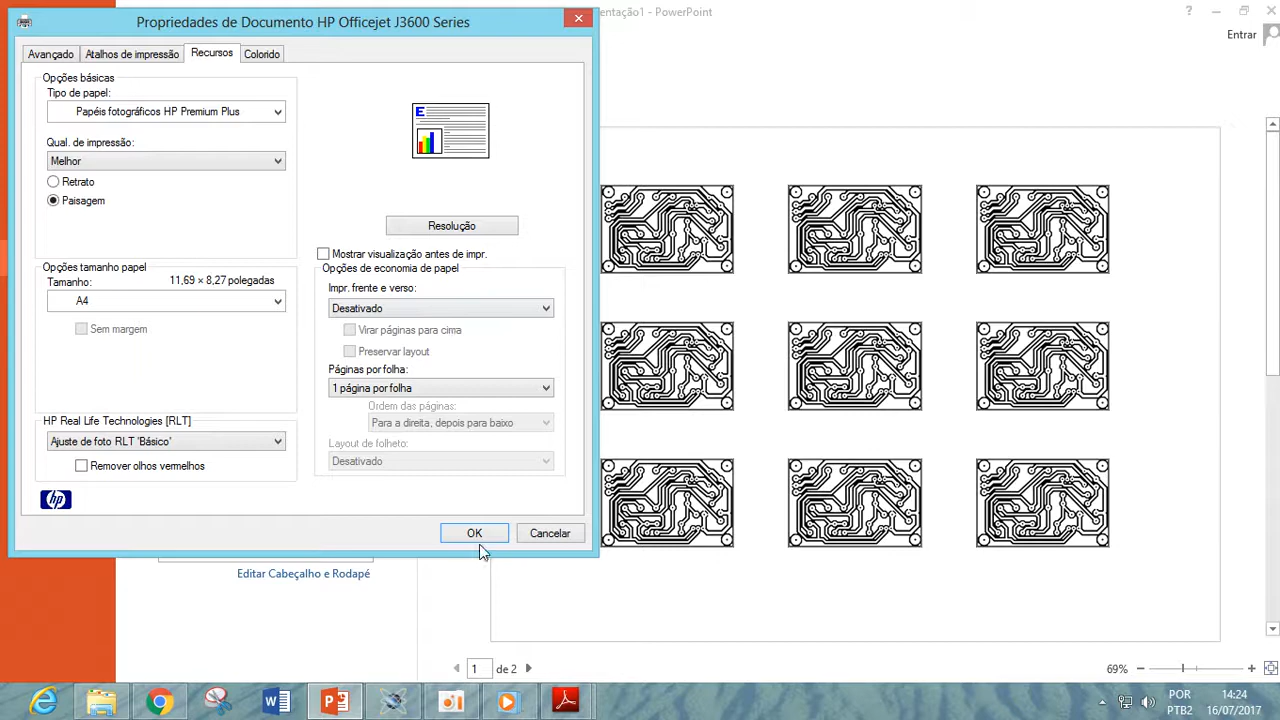 Propriedades de Documento HP Officejet J3600 Series
entação1 - PowerPoint
?
Entrar
Avançado
Atalhos de impressão
Recursos
Colorido
Opções básicas
Tipo de papel:
Papéis fotográficos HP Premium Plus
Qual. de impressão:
Melhor
Retrato
Paisagem
E
Resolução
Mostrar visualização antes de impr.
Opções tamanho papel
Tamanho:
11,69 × 8,27 polegadas
A4
Sem margem
Opções de economia de papel
Impr. frente e verso:
Desativado
Virar páginas para cima
Preservar layout
Páginas por folha:
1 página por folha
Ordem das páginas:
Para a direita, depois para baixo
Layout de folheto:
Desativado
HP Real Life Technologies [RLT]
Ajuste de foto RLT 'Básico'
Remover olhos vermelhos
hp
OK
Cancelar
Editar Cabeçalho e Rodapé
1 de 2
69%
POR
PTB2
14:24
16/07/2017